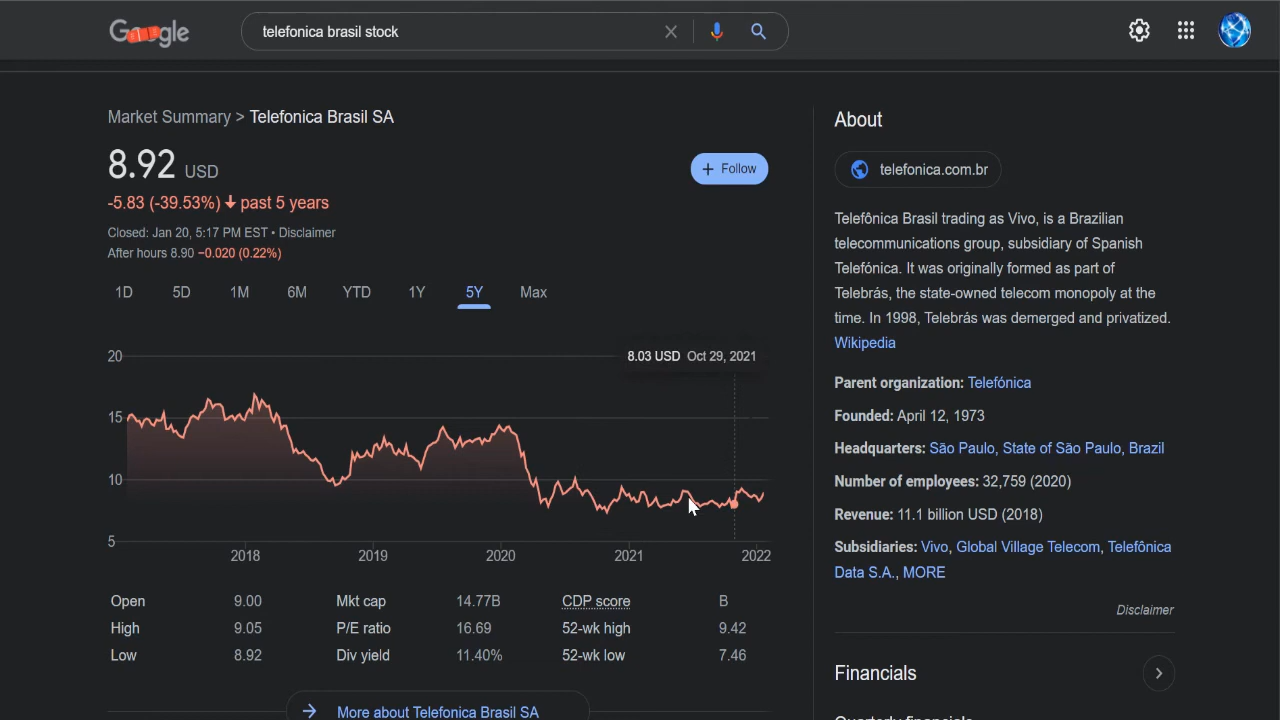 Google
telefonica brasil stock
Market Summary > Telefonica Brasil SA
8.92 USD
+ Follow
-5.83 (-39.53%) past 5 years
Closed: Jan 20, 5:17 PM EST • Disclaimer
After hours 8.90 −0.020 (0.22%)
1D 5D 1M 6M YTD 1Y 5Y Max
8.03 USD Oct 29, 2021
20
15
10
5
2018 2019 2020 2021 2022
Open 9.00 Mkt cap 14.77B CDP score B
High 9.05 P/E ratio 16.69 52-wk high 9.42
Low 8.92 Div yield 11.40% 52-wk low 7.46
More about Telefonica Brasil SA
About
telefonica.com.br
Telefônica Brasil trading as Vivo, is a Brazilian
telecommunications group, subsidiary of Spanish
Telefónica. It was originally formed as part of
Telebrás, the state-owned telecom monopoly at the
time. In 1998, Telebrás was demerged and privatized.
Wikipedia
Parent organization: Telefónica
Founded: April 12, 1973
Headquarters: São Paulo, State of São Paulo, Brazil
Number of employees: 32,759 (2020)
Revenue: 11.1 billion USD (2018)
Subsidiaries: Vivo, Global Village Telecom, Telefônica
Data S.A., MORE
Disclaimer
Financials
Quarterly financials